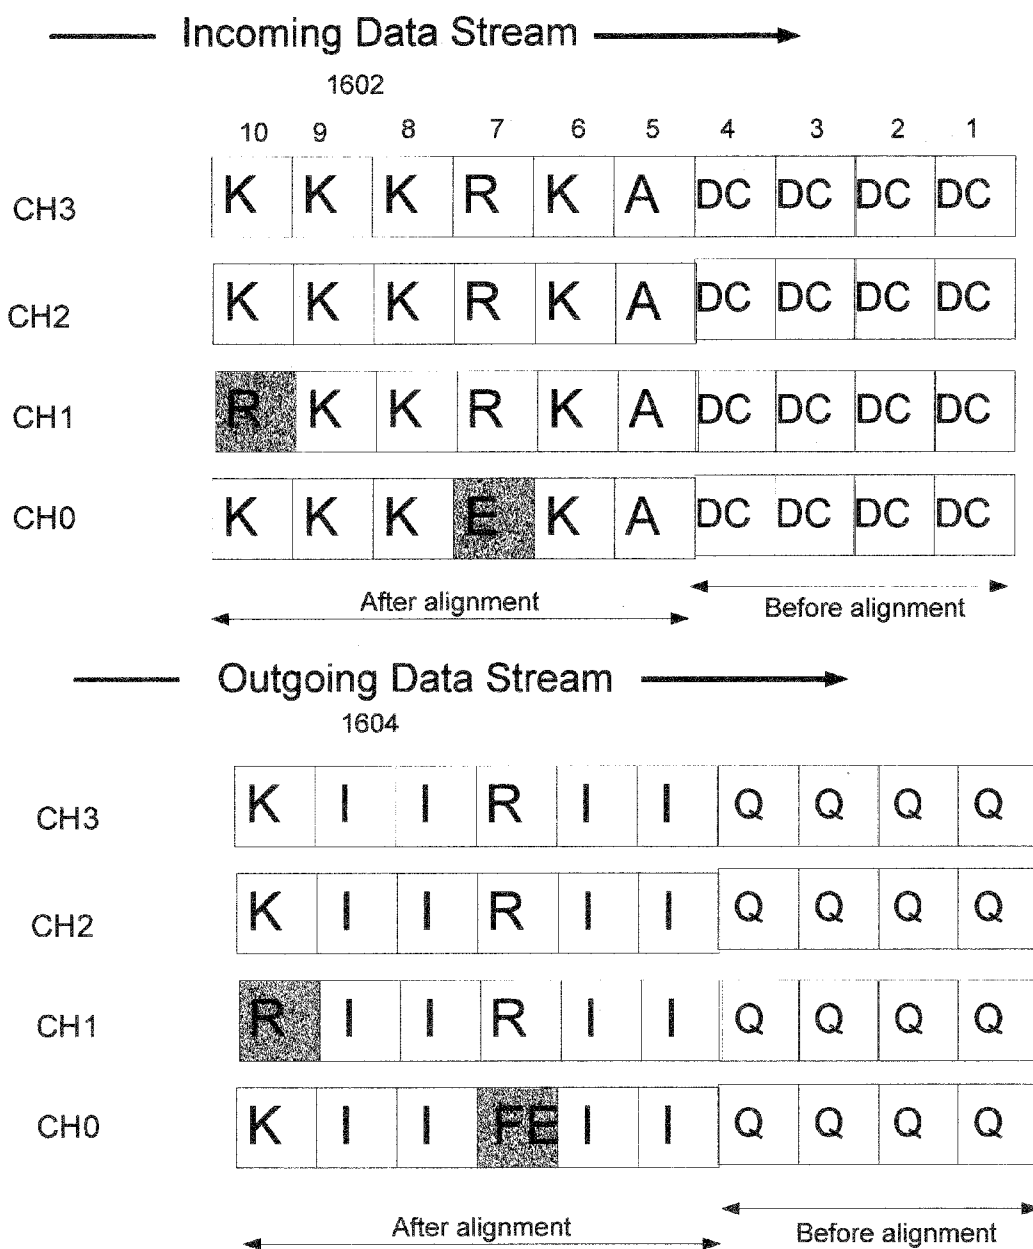 Incoming Data Stream
1602
10 9 8 7 6 5 4 3 2 1
CH3 K K K R K A DC DC DC DC
CH2 K K K R K A DC DC DC DC
CH1 R K K R K A DC DC DC DC
CH0 K K K E K A DC DC DC DC
After alignment Before alignment
Outgoing Data Stream
1604
CH3 K I I R I I Q Q Q Q
CH2 K I I R I I Q Q Q Q
CH1 R I I R I I Q Q Q Q
CH0 K I I FE I I Q Q Q Q
After alignment Before alignment